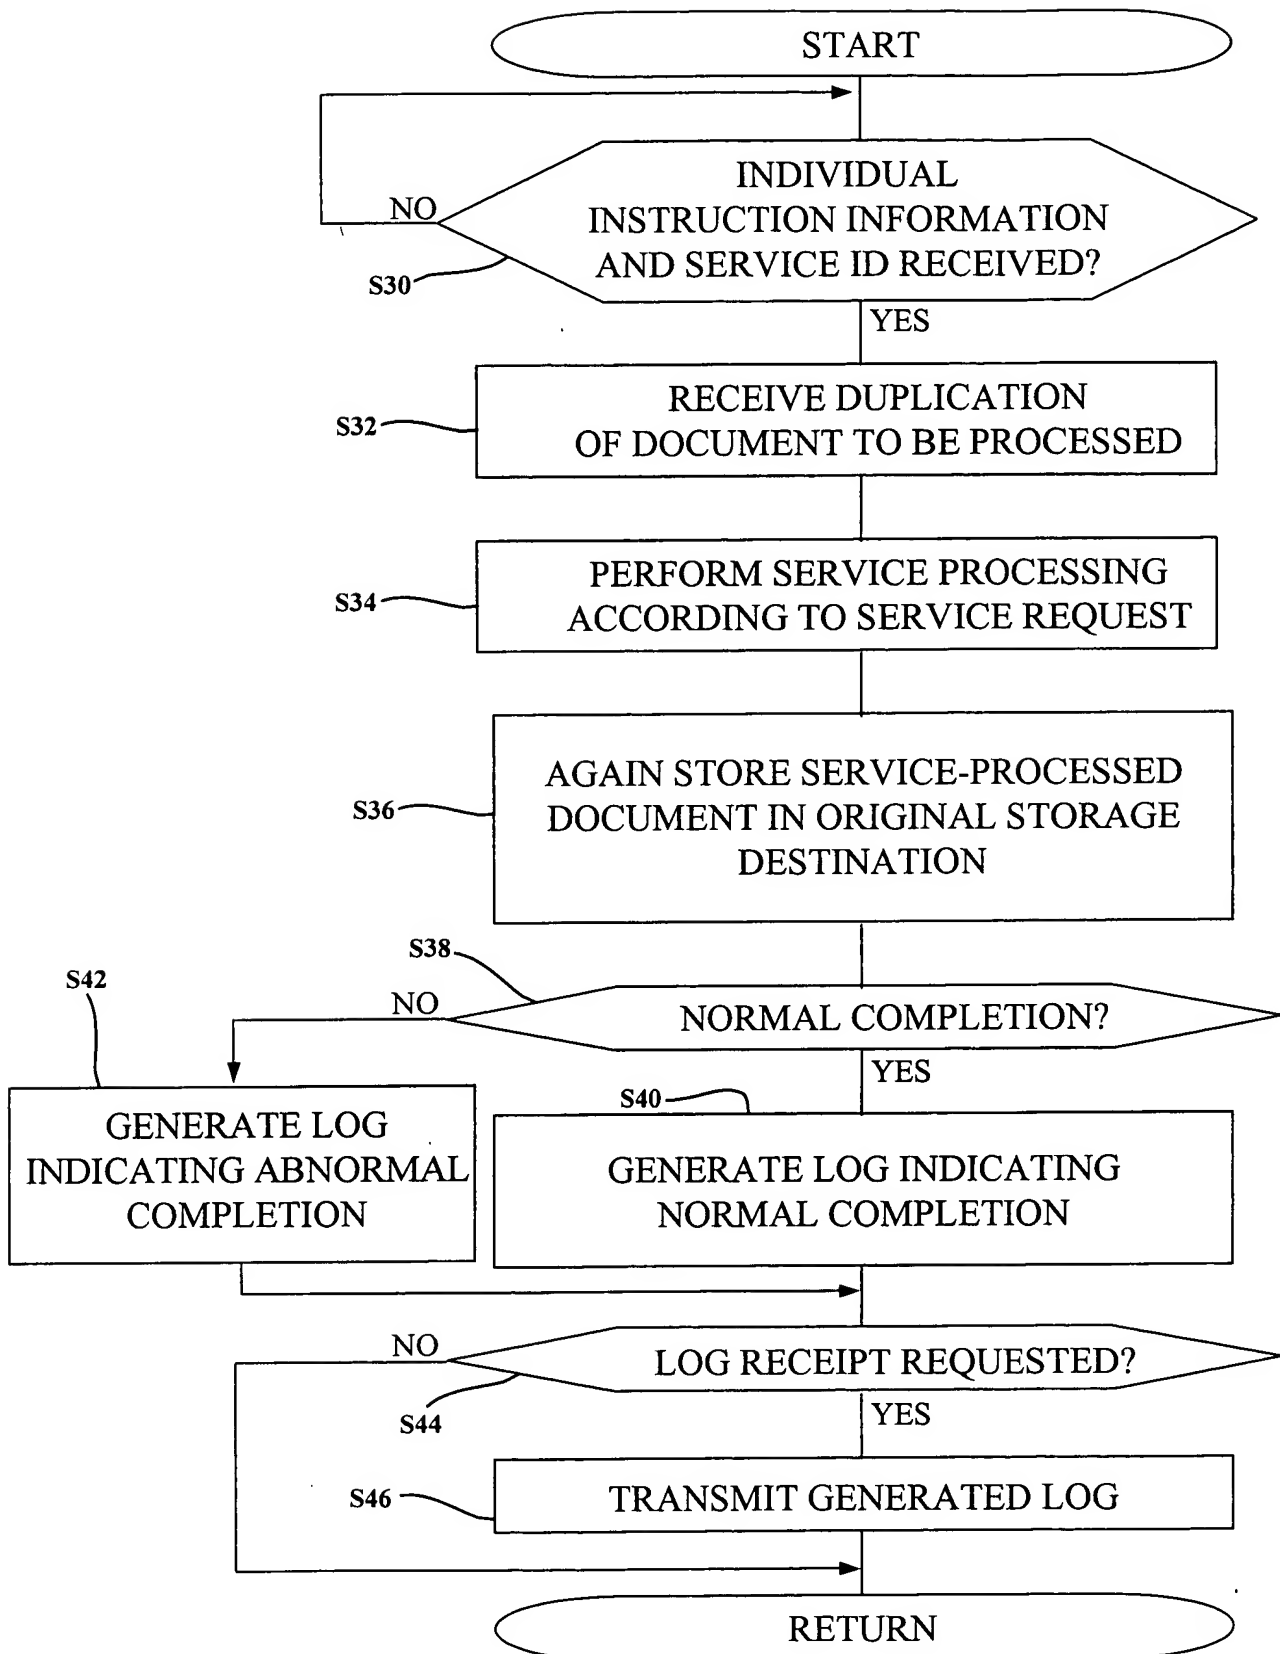 START
INDIVIDUAL
INSTRUCTION INFORMATION
AND SERVICE ID RECEIVED?
NO
S30
YES
RECEIVE DUPLICATION
OF DOCUMENT TO BE PROCESSED
S32
PERFORM SERVICE PROCESSING
ACCORDING TO SERVICE REQUEST
S34
AGAIN STORE SERVICE-PROCESSED
DOCUMENT IN ORIGINAL STORAGE
DESTINATION
S36
S38
NORMAL COMPLETION?
NO
YES
S42
GENERATE LOG
INDICATING ABNORMAL
COMPLETION
S40
GENERATE LOG INDICATING
NORMAL COMPLETION
NO
LOG RECEIPT REQUESTED?
S44
YES
S46
TRANSMIT GENERATED LOG
RETURN